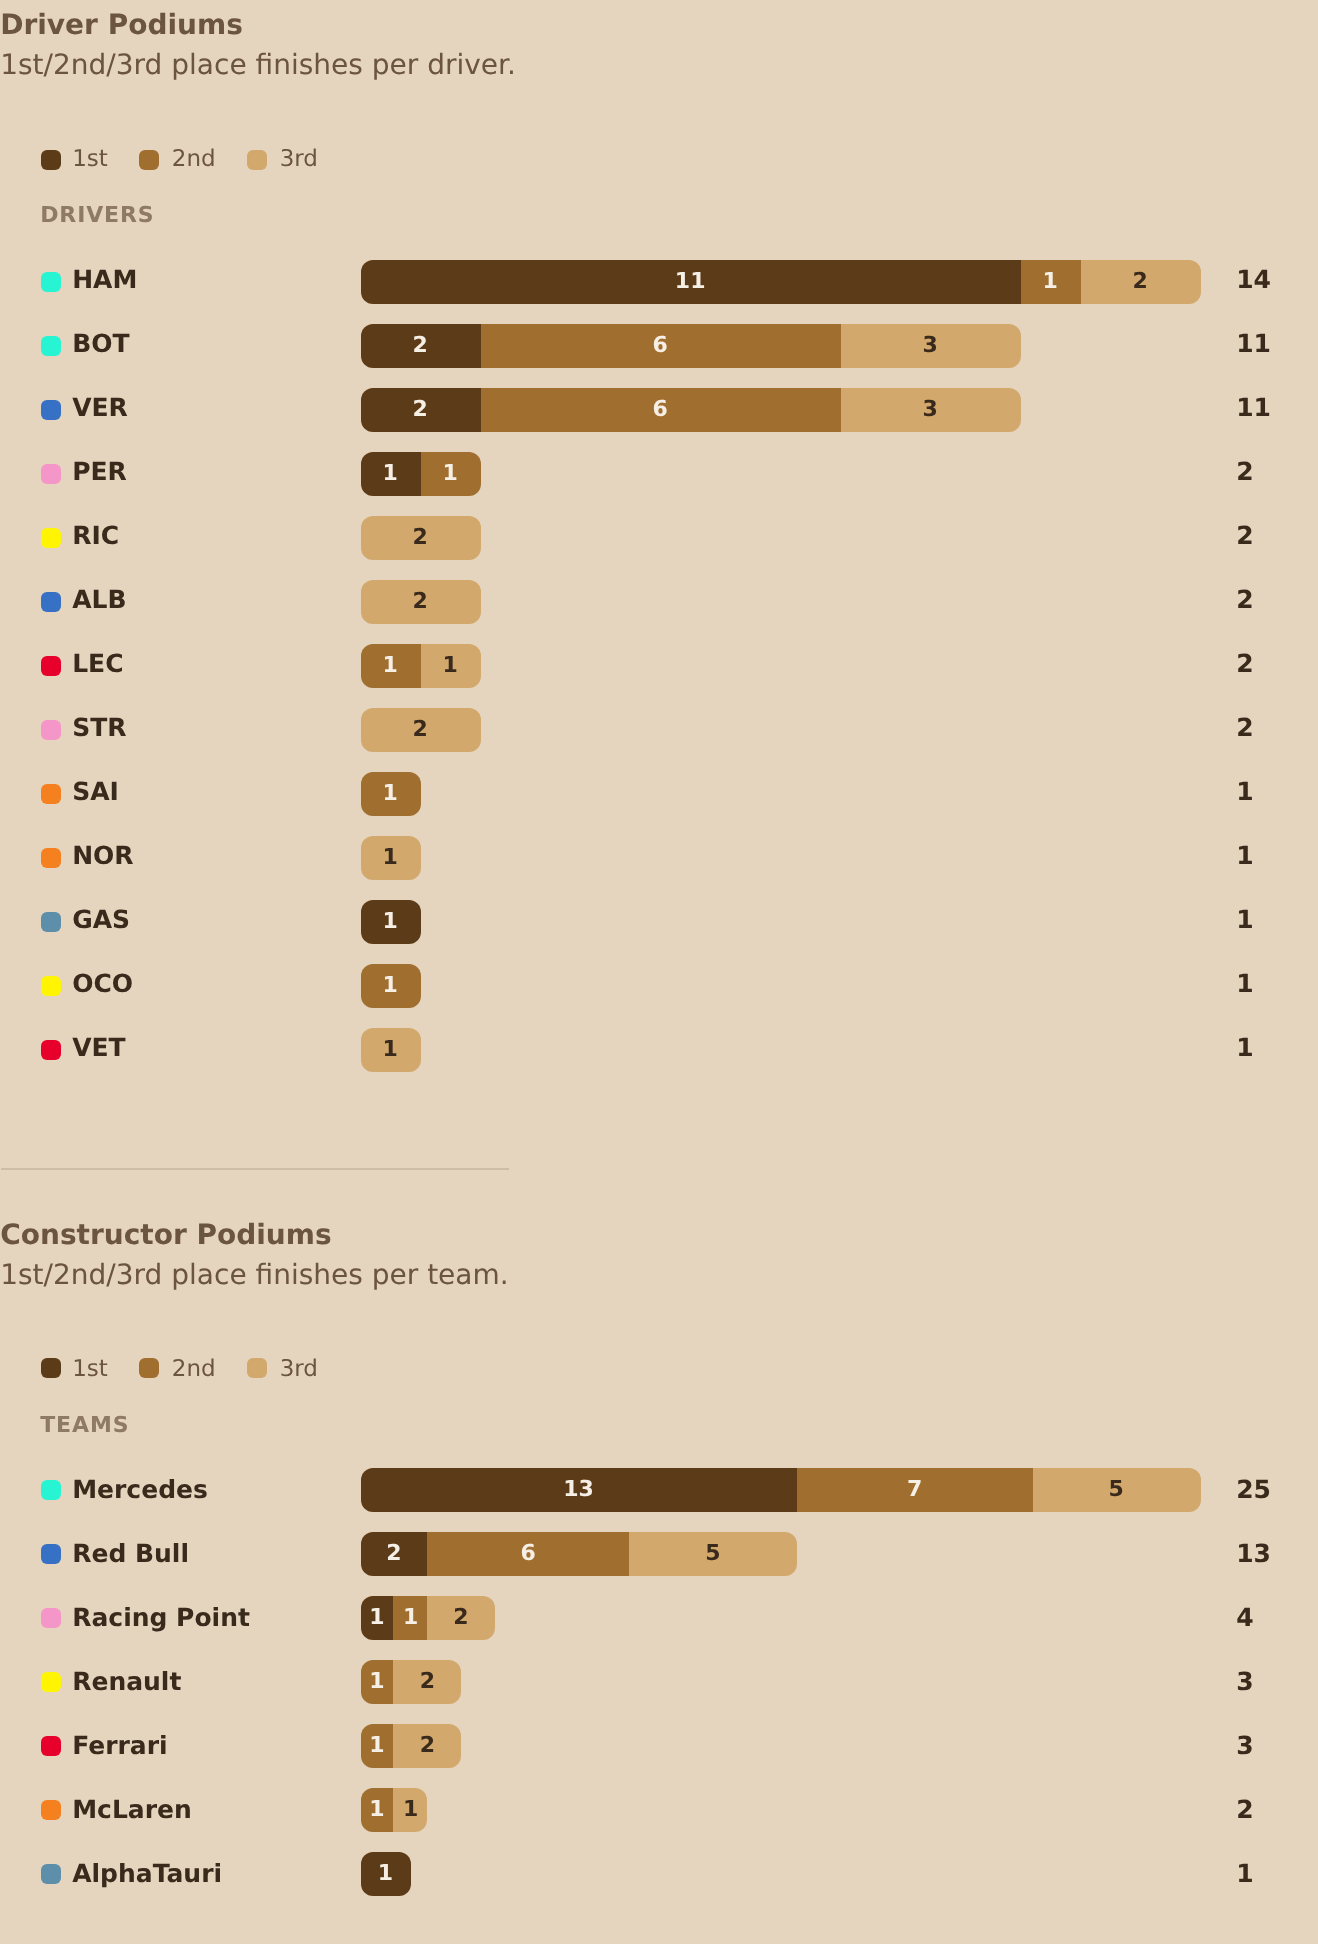 Driver Podiums
1st/2nd/3rd place finishes per driver.
1st 2nd 3rd
DRIVERS
HAM 11 1 2 14
BOT 2 6 3 11
VER 2 6 3 11
PER 1 1 2
RIC 2 2
ALB 2 2
LEC 1 1 2
STR 2 2
SAI 1 1
NOR 1 1
GAS 1 1
OCO 1 1
VET 1 1
Constructor Podiums
1st/2nd/3rd place finishes per team.
1st 2nd 3rd
TEAMS
Mercedes 13 7 5 25
Red Bull 2 6 5 13
Racing Point 1 1 2 4
Renault 1 2 3
Ferrari 1 2 3
McLaren 1 1 2
AlphaTauri 1 1